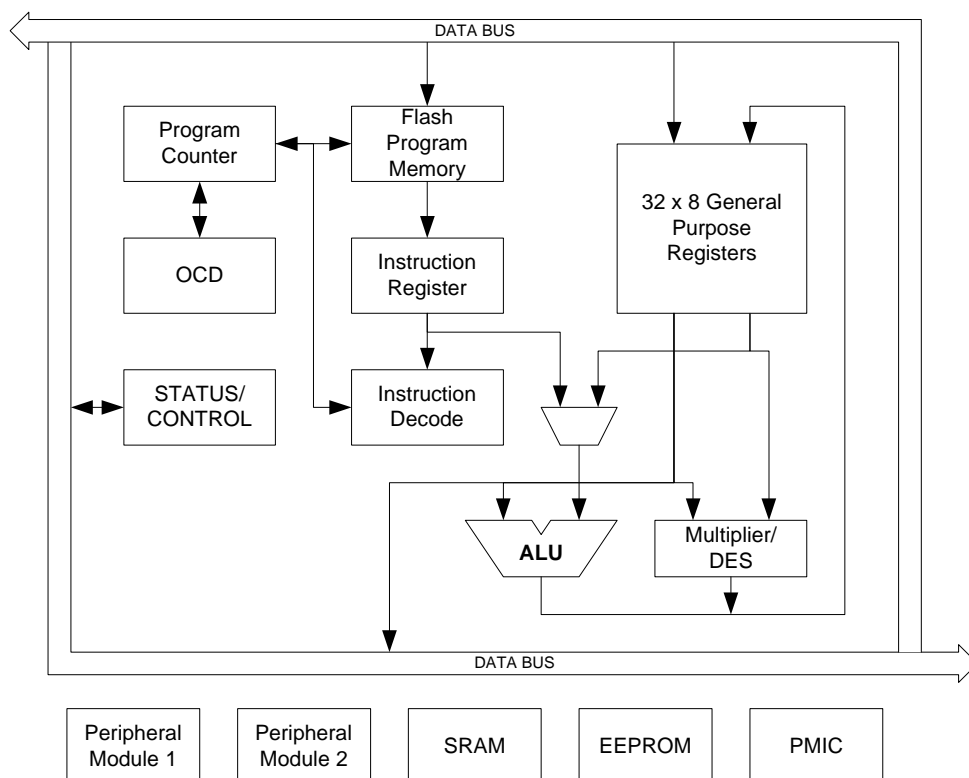 DATA BUS
Program
Counter
Flash
Program
Memory
32 x 8 General
Purpose
Registers
OCD
Instruction
Register
STATUS/
CONTROL
Instruction
Decode
ALU
Multiplier/
DES
DATA BUS
Peripheral
Module 1
Peripheral
Module 2
SRAM
EEPROM
PMIC